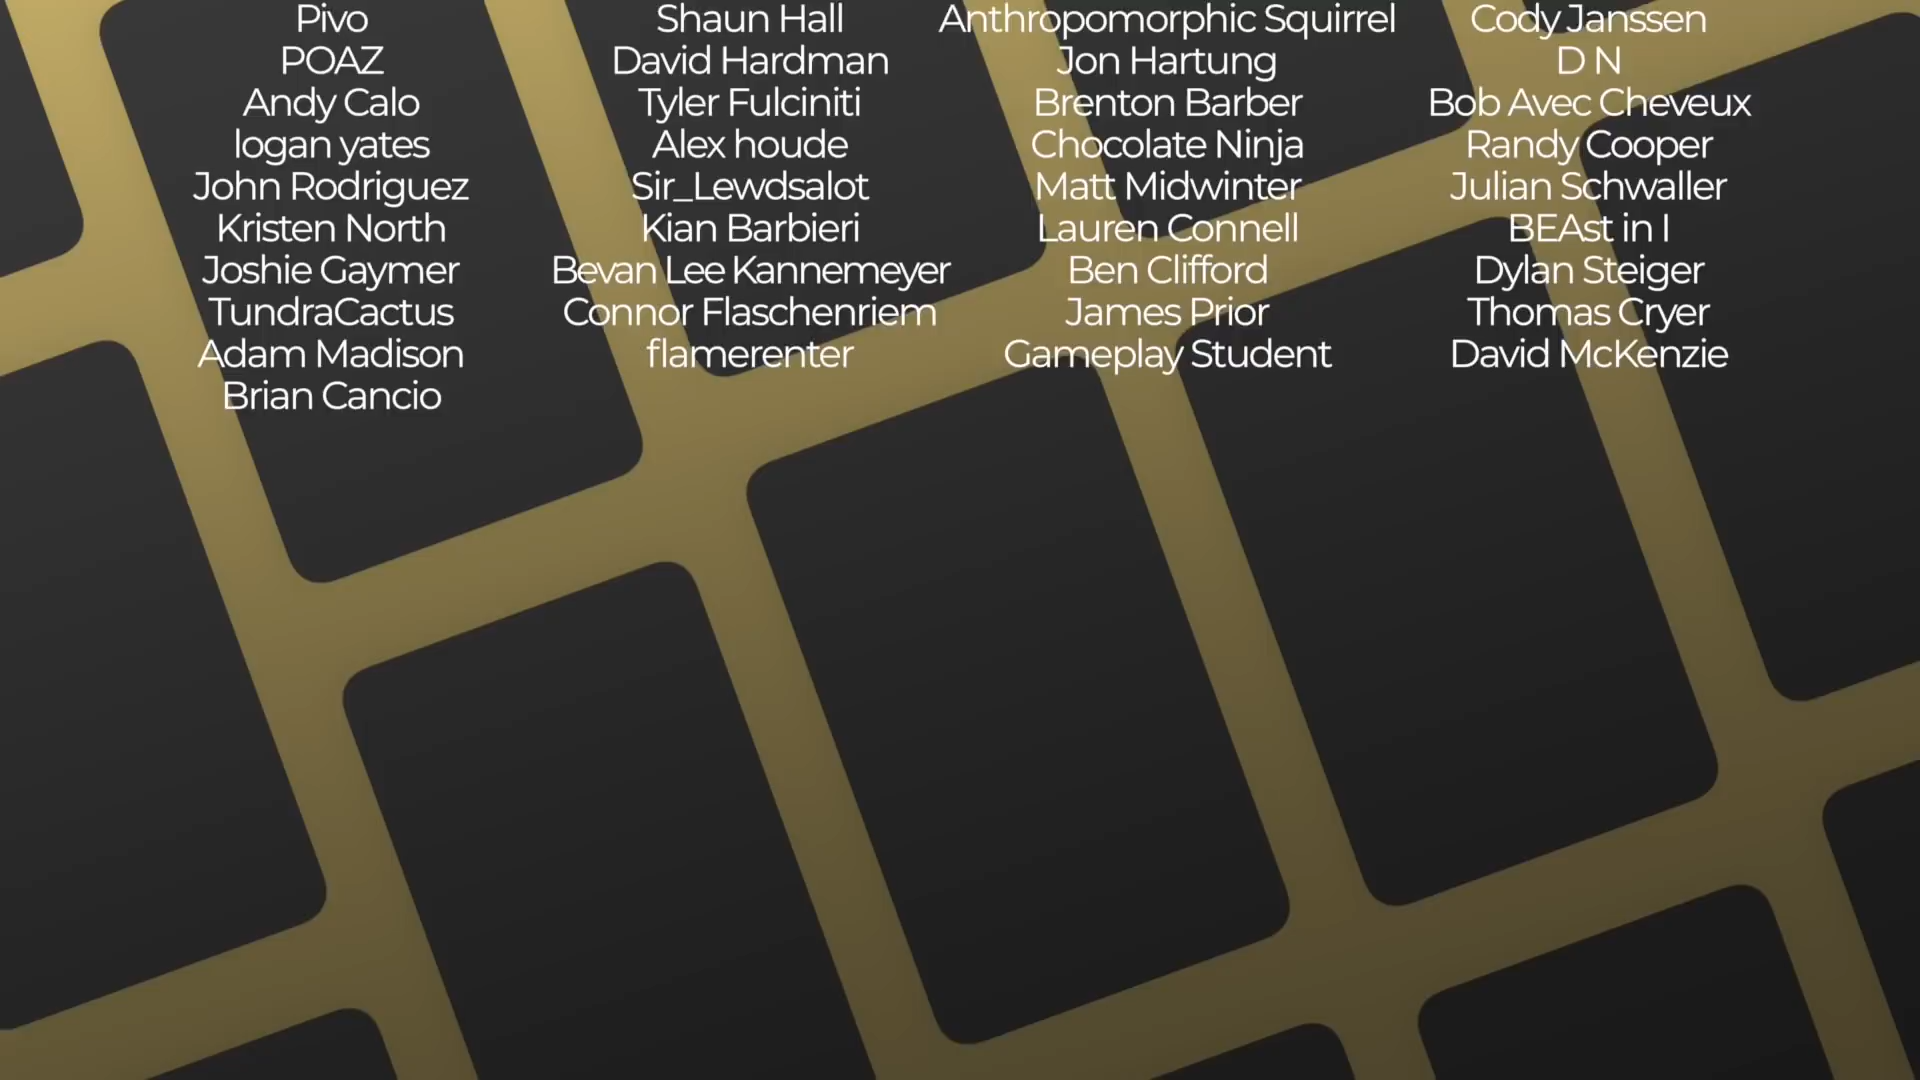 Pivo
POAZ
Andy Calo
logan yates
John Rodriguez
Kristen North
Joshie Gaymer
TundraCactus
Adam Madison
Brian Cancio
Shaun Hall
David Hardman
Tyler Fulciniti
Alex houde
Sir_Lewdsalot
Kian Barbieri
Bevan Lee Kannemeyer
Connor Flaschenriem
flamerenter
Anthropomorphic Squirrel
Jon Hartung
Brenton Barber
Chocolate Ninja
Matt Midwinter
Lauren Connell
Ben Clifford
James Prior
Gameplay Student
Cody Janssen
D N
Bob Avec Cheveux
Randy Cooper
Julian Schwaller
BEAst in I
Dylan Steiger
Thomas Cryer
David McKenzie